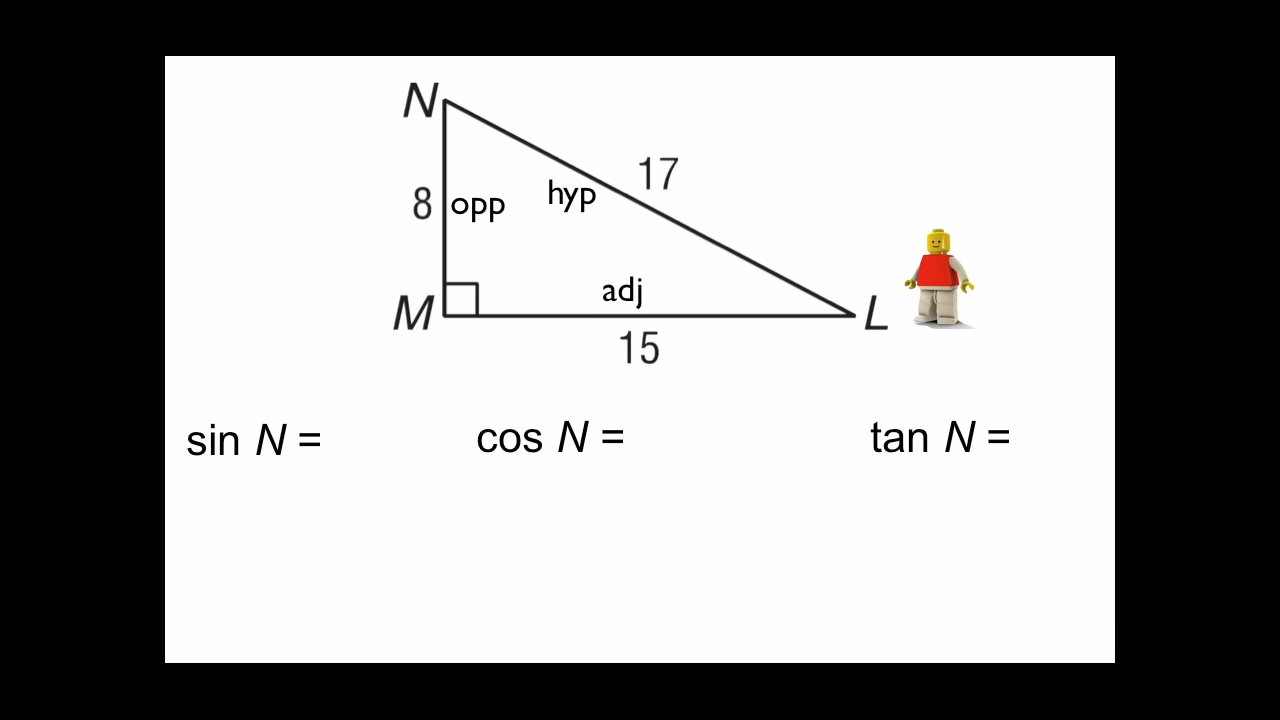 N
17
hyp
8 opp
adj
M L
15
sin N = cos N = tan N =